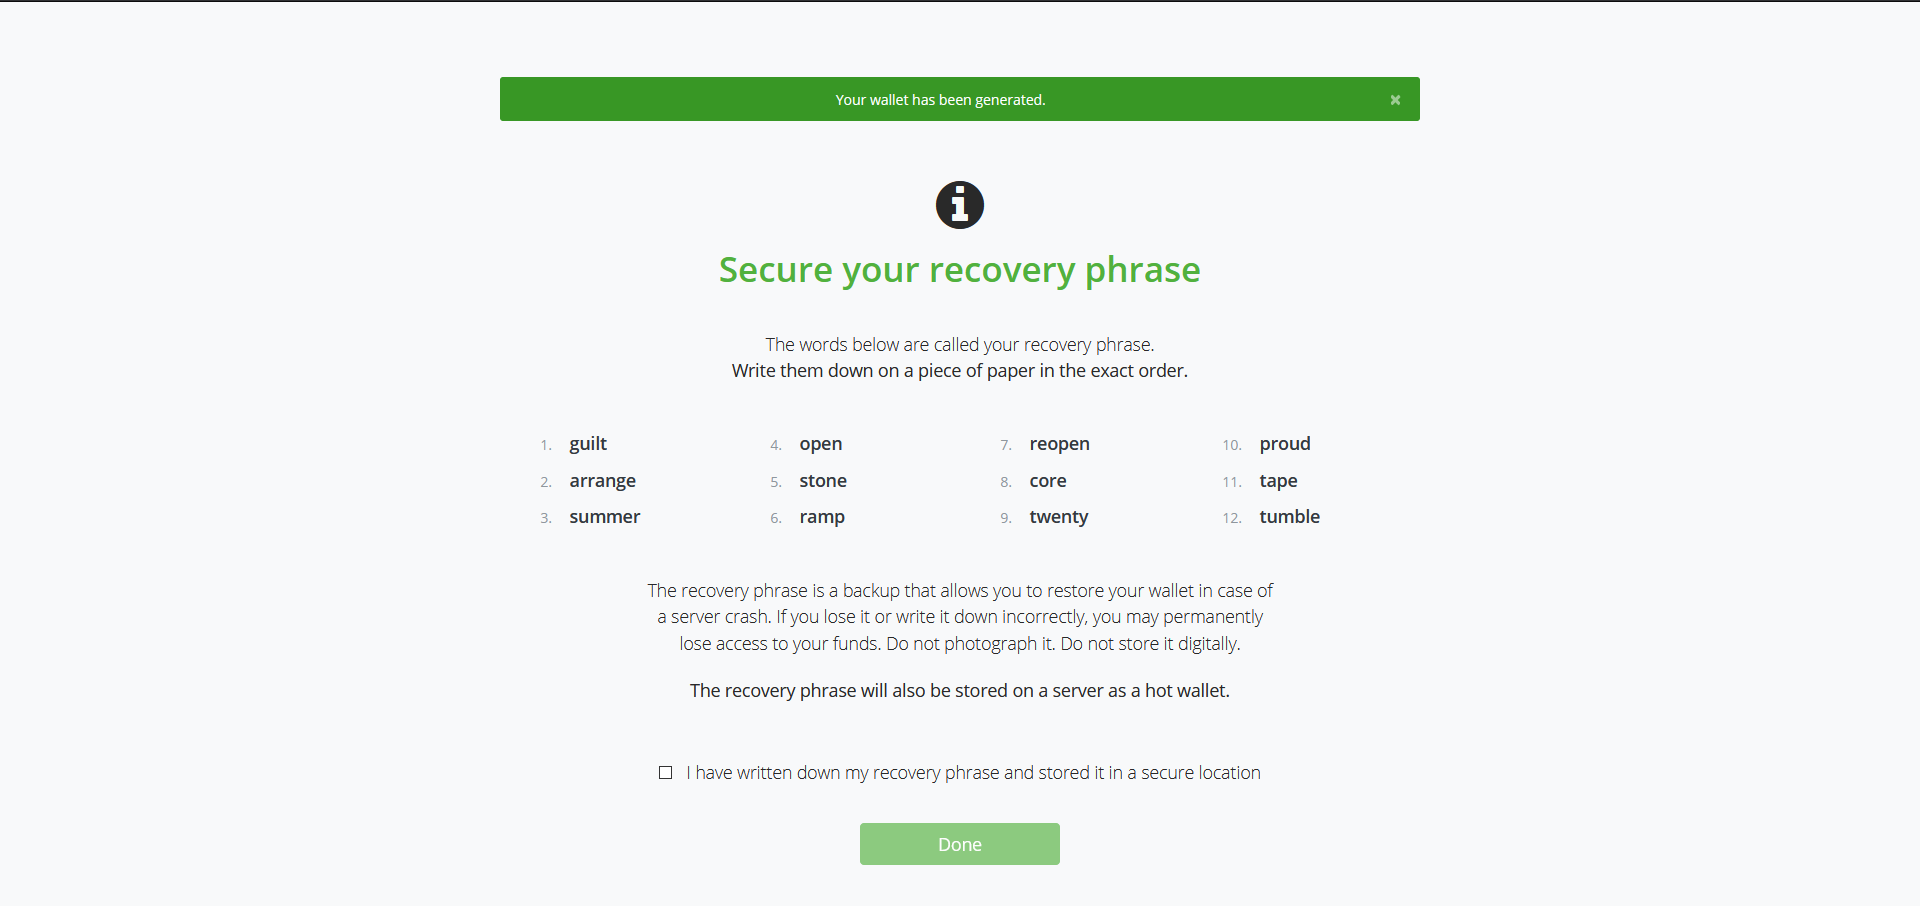 Your wallet has been generated.
×
Secure your recovery phrase
The words below are called your recovery phrase.
Write them down on a piece of paper in the exact order.
1. guilt
2. arrange
3. summer
4. open
5. stone
6. ramp
7. reopen
8. core
9. twenty
10. proud
11. tape
12. tumble
The recovery phrase is a backup that allows you to restore your wallet in case of
a server crash. If you lose it or write it down incorrectly, you may permanently
lose access to your funds. Do not photograph it. Do not store it digitally.
The recovery phrase will also be stored on a server as a hot wallet.
I have written down my recovery phrase and stored it in a secure location
Done